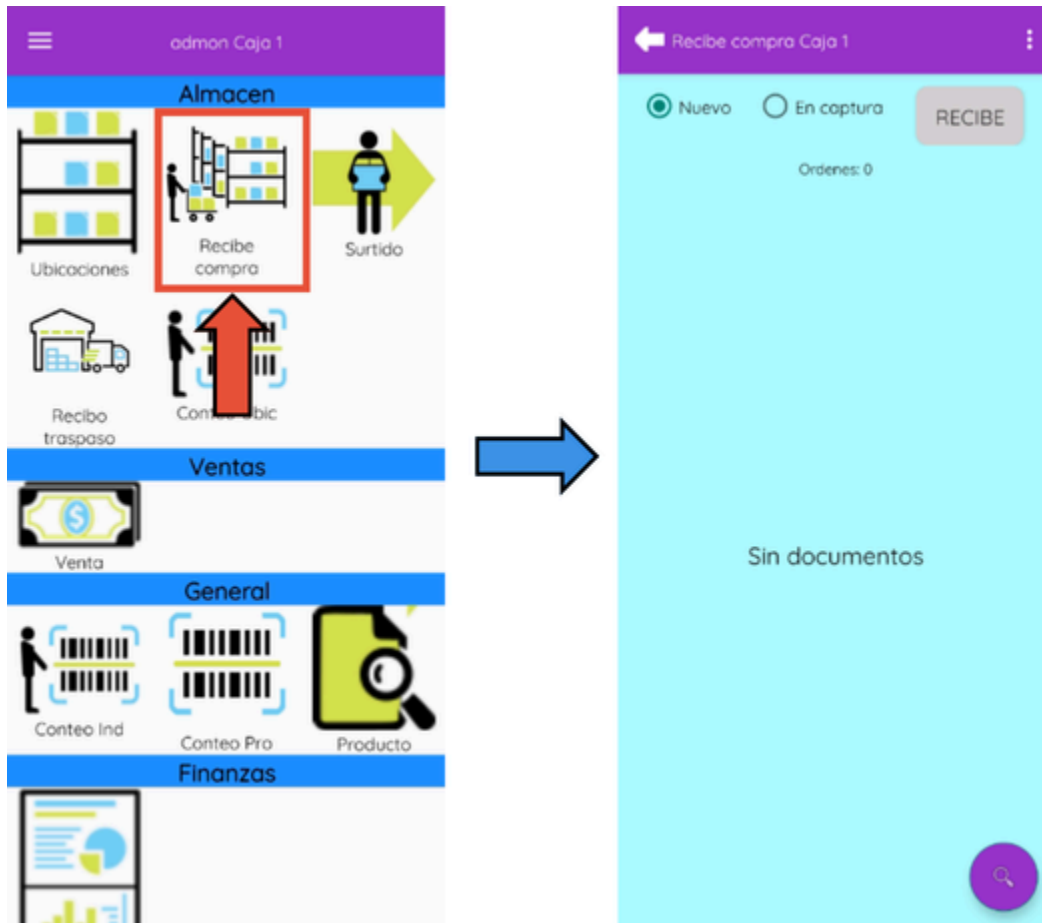 admon Caja 1
Almacen
Ubicaciones
Recibe
compra
Surtido
Recibo
traspaso
Ventas
Venta
General
Conteo Ind
Conteo Pro
Producto
Finanzas
Recibe compra Caja 1
Nuevo
En captura
RECIBE
Ordenes: 0
Sin documentos